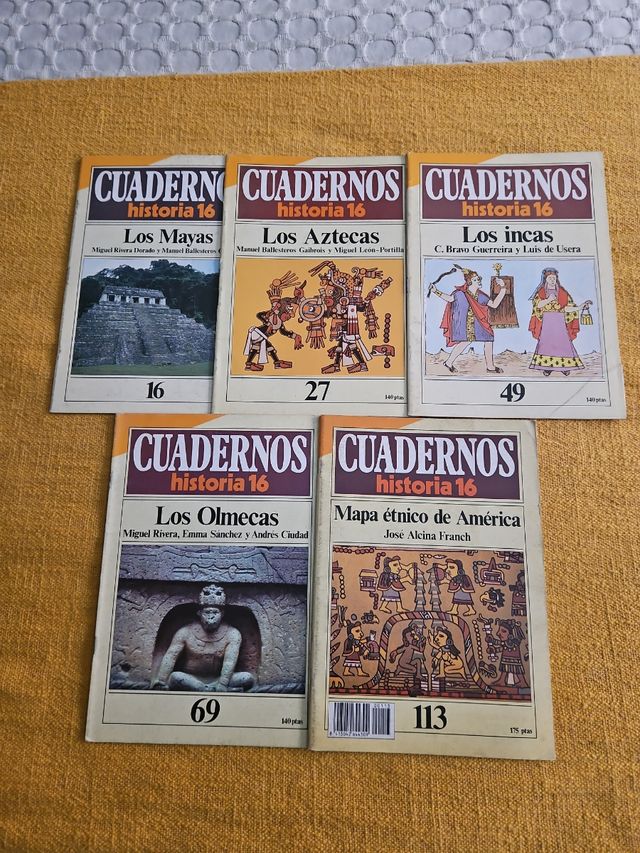 CUADERNO
historia 16
Los Mayas
Miguel Rivera Dorado y Manuel Ballesteros
16
CUADERNOS
historia 16
Los Aztecas
Manuel Ballesteros Gaibrois y Miguel León-Portilla
27
140 ptas
CUADERNOS
historia 16
Los incas
C. Bravo Guerreira y Luis de Usera
49
140 ptas
CUADERNOS
historia 16
Los Olmecas
Miguel Rivera, Emma Sánchez y Andrés Ciudad
69
140 ptas
CUADERNOS
historia 16
Mapa étnico de América
José Alcina Franch
00113
113
175 ptas